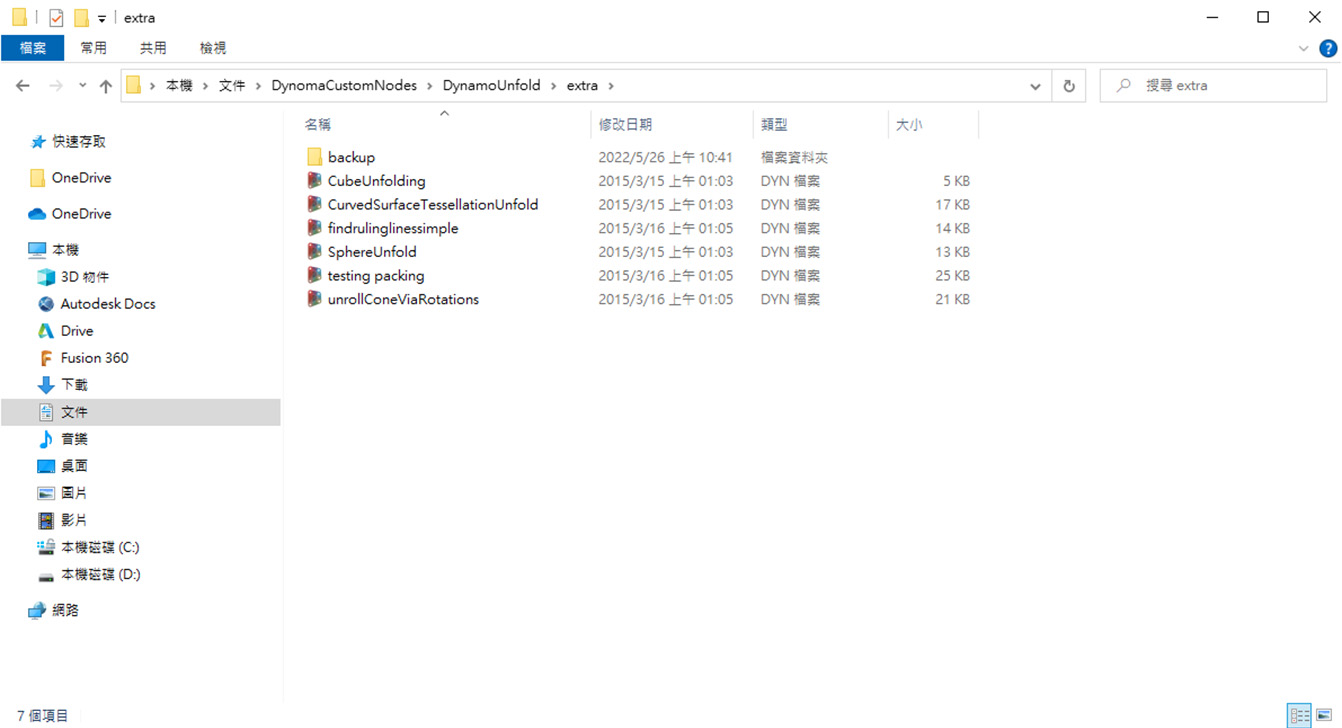 extra
檔案 常用 共用 檢視
本機 文件 DynomaCustomNodes DynamoUnfold extra 搜尋 extra
名稱 修改日期 類型 大小
快速存取
OneDrive
OneDrive
本機
3D 物件
Autodesk Docs
Drive
Fusion 360
下載
文件
音樂
桌面
圖片
影片
本機磁碟 (C:)
本機磁碟 (D:)
網路
backup 2022/5/26 上午 10:41 檔案資料夾
CubeUnfolding 2015/3/15 上午 01:03 DYN 檔案 5 KB
CurvedSurfaceTessellationUnfold 2015/3/15 上午 01:03 DYN 檔案 17 KB
findrulinglinessimple 2015/3/16 上午 01:05 DYN 檔案 14 KB
SphereUnfold 2015/3/15 上午 01:03 DYN 檔案 13 KB
testing packing 2015/3/16 上午 01:05 DYN 檔案 25 KB
unrollConeViaRotations 2015/3/16 上午 01:05 DYN 檔案 21 KB
7 個項目